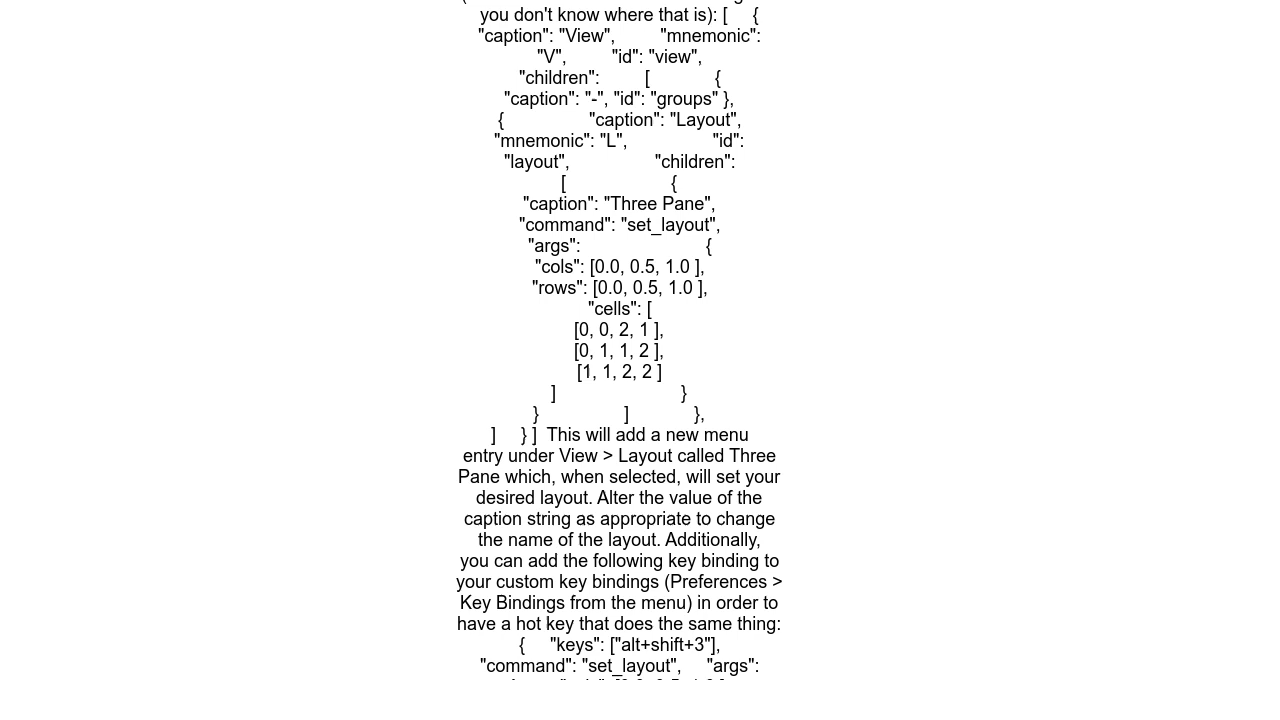 you don't know where that is): [ {
"caption": "View", "mnemonic":
"V", "id": "view",
"children": [ {
"caption": "-", "id": "groups" },
{ "caption": "Layout",
"mnemonic": "L", "id":
"layout", "children":
[ {
"caption": "Three Pane",
"command": "set_layout",
"args": {
"cols": [0.0, 0.5, 1.0 ],
"rows": [0.0, 0.5, 1.0 ],
"cells": [
[0, 0, 2, 1 ],
[0, 1, 1, 2 ],
[1, 1, 2, 2 ]
] }
} ] },
] } ] This will add a new menu
entry under View > Layout called Three
Pane which, when selected, will set your
desired layout. Alter the value of the
caption string as appropriate to change
the name of the layout. Additionally,
you can add the following key binding to
your custom key bindings (Preferences >
Key Bindings from the menu) in order to
have a hot key that does the same thing:
{ "keys": ["alt+shift+3"],
"command": "set_layout", "args":